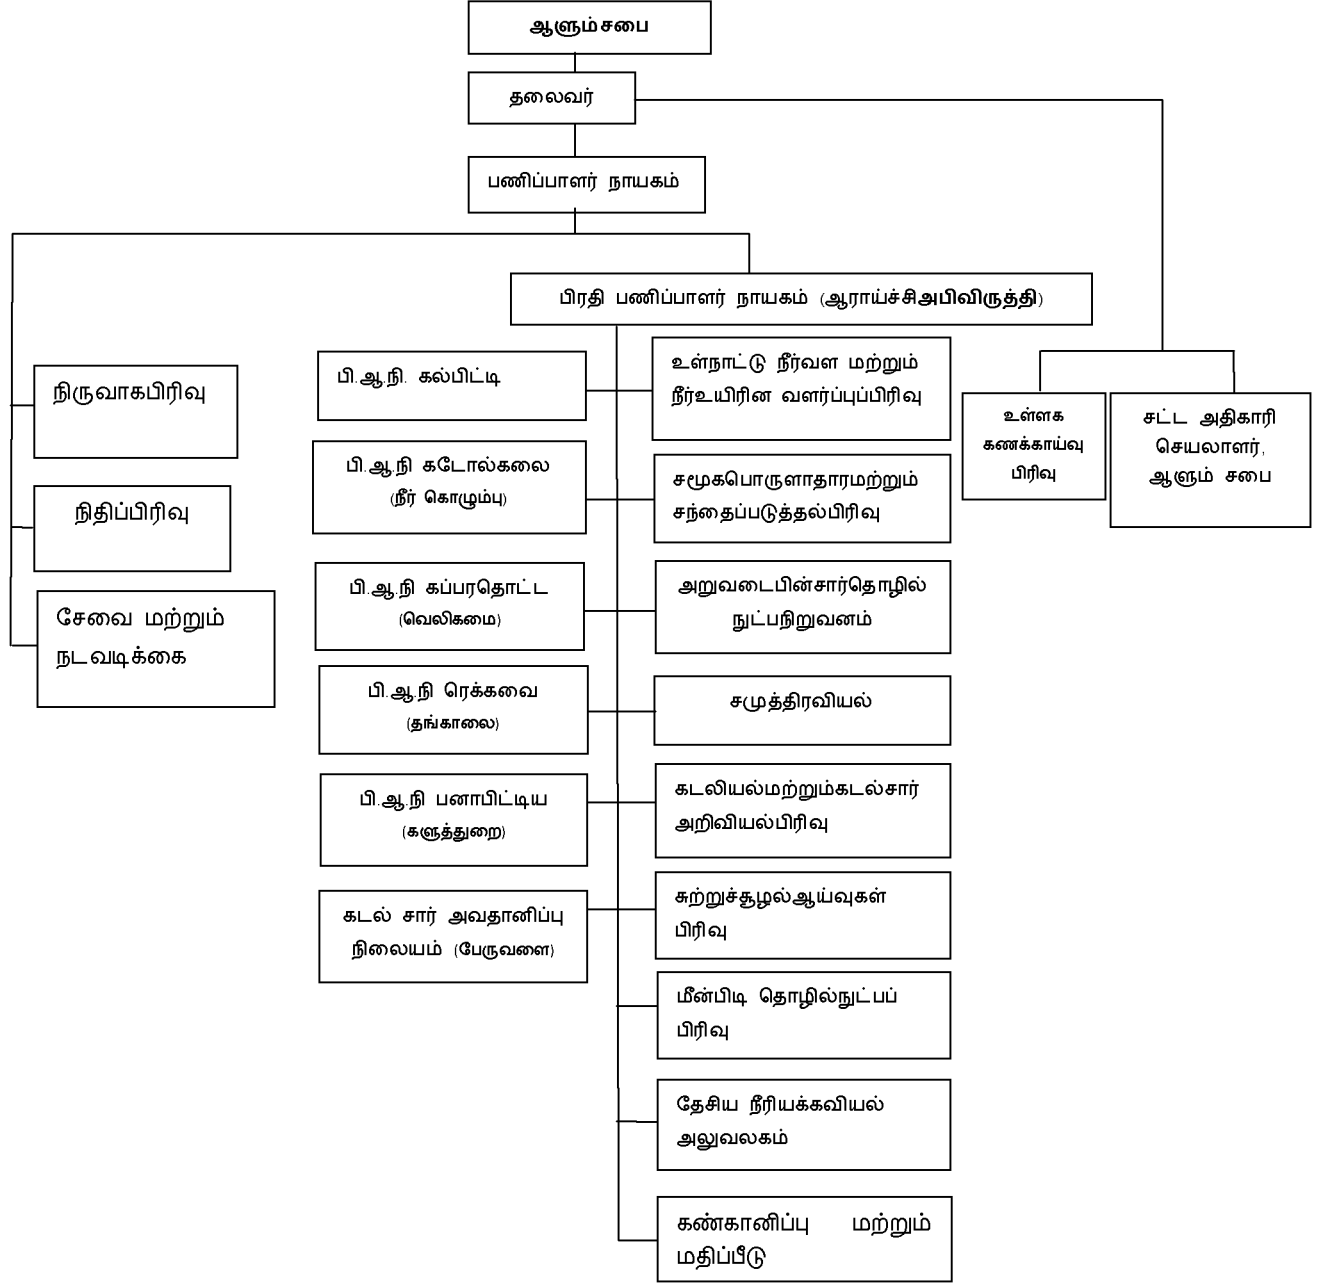 ஆளும்சபை
தலைவர்
பணிப்பாளர் நாயகம்
பிரதி பணிப்பாளர் நாயகம் (ஆராய்ச்சிஅபிவிருத்தி)
நிருவாகபிரிவு
நிதிப்பிரிவு
சேவை மற்றும்
நடவடிக்கை
பி.ஆ.நி. கல்பிட்டி
பி.ஆ.நி கடோல்கலை
(நீர் கொழும்பு)
பி.ஆ.நி கப்பரதொட்ட
(வெலிகமை)
பி.ஆ.நி ரெக்கவை
(தங்காலை)
பி.ஆ.நி பனாபிட்டிய
(களுத்துறை)
கடல் சார் அவதானிப்பு
நிலையம் (பேருவளை)
உள்நாட்டு நீர்வள மற்றும்
நீர்உயிரின வளர்ப்புப்பிரிவு
சமூகபொருளாதாரமற்றும்
சந்தைப்படுத்தல்பிரிவு
அறுவடைபின்சார்தொழில்
நுட்பநிறுவனம்
சமுத்திரவியல்
கடலியல்மற்றும்கடல்சார்
அறிவியல்பிரிவு
சுற்றுச்சூழல்ஆய்வுகள்
பிரிவு
மீன்பிடி தொழில்நுட்பப்
பிரிவு
தேசிய நீரியக்கவியல்
அலுவலகம்
கண்கானிப்பு மற்றும்
மதிப்பீடு
உள்ளக
கணக்காய்வு
பிரிவு
சட்ட அதிகாரி
செயலாளர்,
ஆளும் சபை